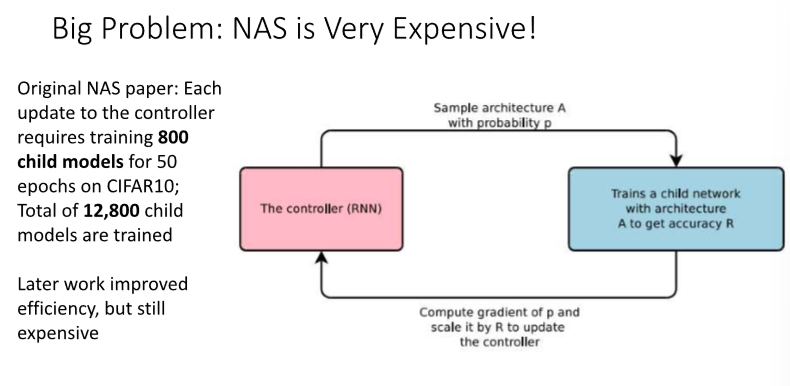 Big Problem: NAS is Very Expensive!
Original NAS paper: Each
update to the controller
requires training 800
child models for 50
epochs on CIFAR10;
Total of 12,800 child
models are trained
Later work improved
efficiency, but still
expensive
Sample architecture A
with probability p
The controller (RNN)
Trains a child network
with architecture
A to get accuracy R
Compute gradient of p and
scale it by R to update
the controller